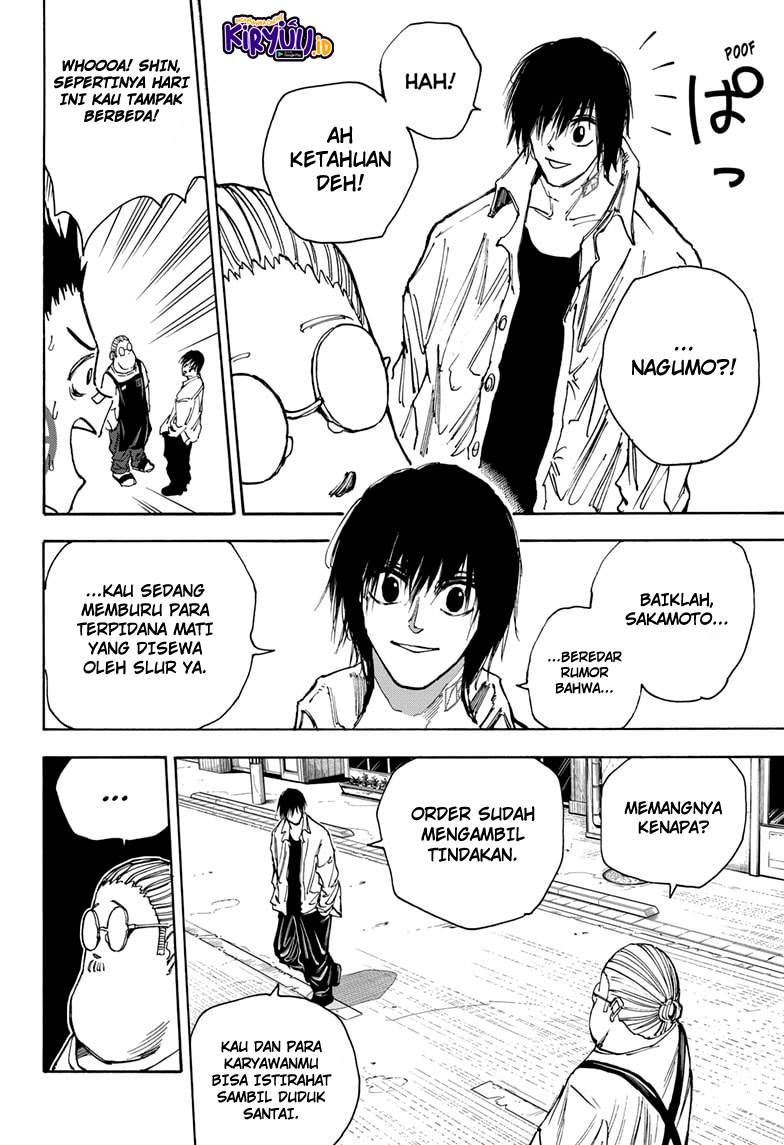 KIRYUU.ID
POOF
ぱっ
...
NAGUMO?!
HAH!
AH
KETAHUAN
DEH!
WHOOOA! SHIN,
SEPERTINYA HARI
INI KAU TAMPAK
BERBEDA!
BAIKLAH,
SAKAMOTO...
...BEREDAR
RUMOR
BAHWA...
...KAU SEDANG
MEMBURU PARA
TERPIDANA MATI
YANG DISEWA
OLEH SLUR YA.
MEMANGNYA
KENAPA?
ORDER SUDAH
MENGAMBIL
TINDAKAN.
KAU DAN PARA
KARYAWANMU
BISA ISTIRAHAT
SAMBIL DUDUK
SANTAI.
...